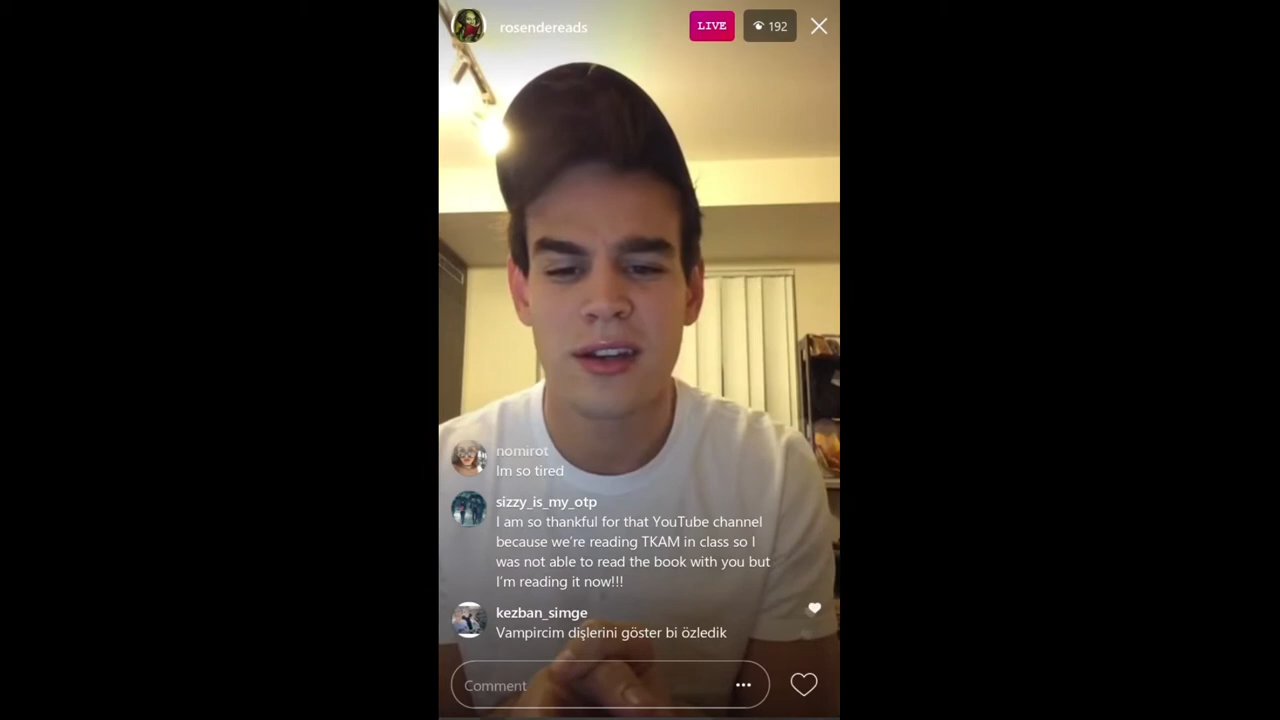 rosendereads
LIVE
192
nomirot
Im so tired
sizzy_is_my_otp
I am so thankful for that YouTube channel
because we're reading TKAM in class so I
was not able to read the book with you but
I'm reading it now!!!
kezban_simge
Vampircim dişlerini göster bi özledik
Comment